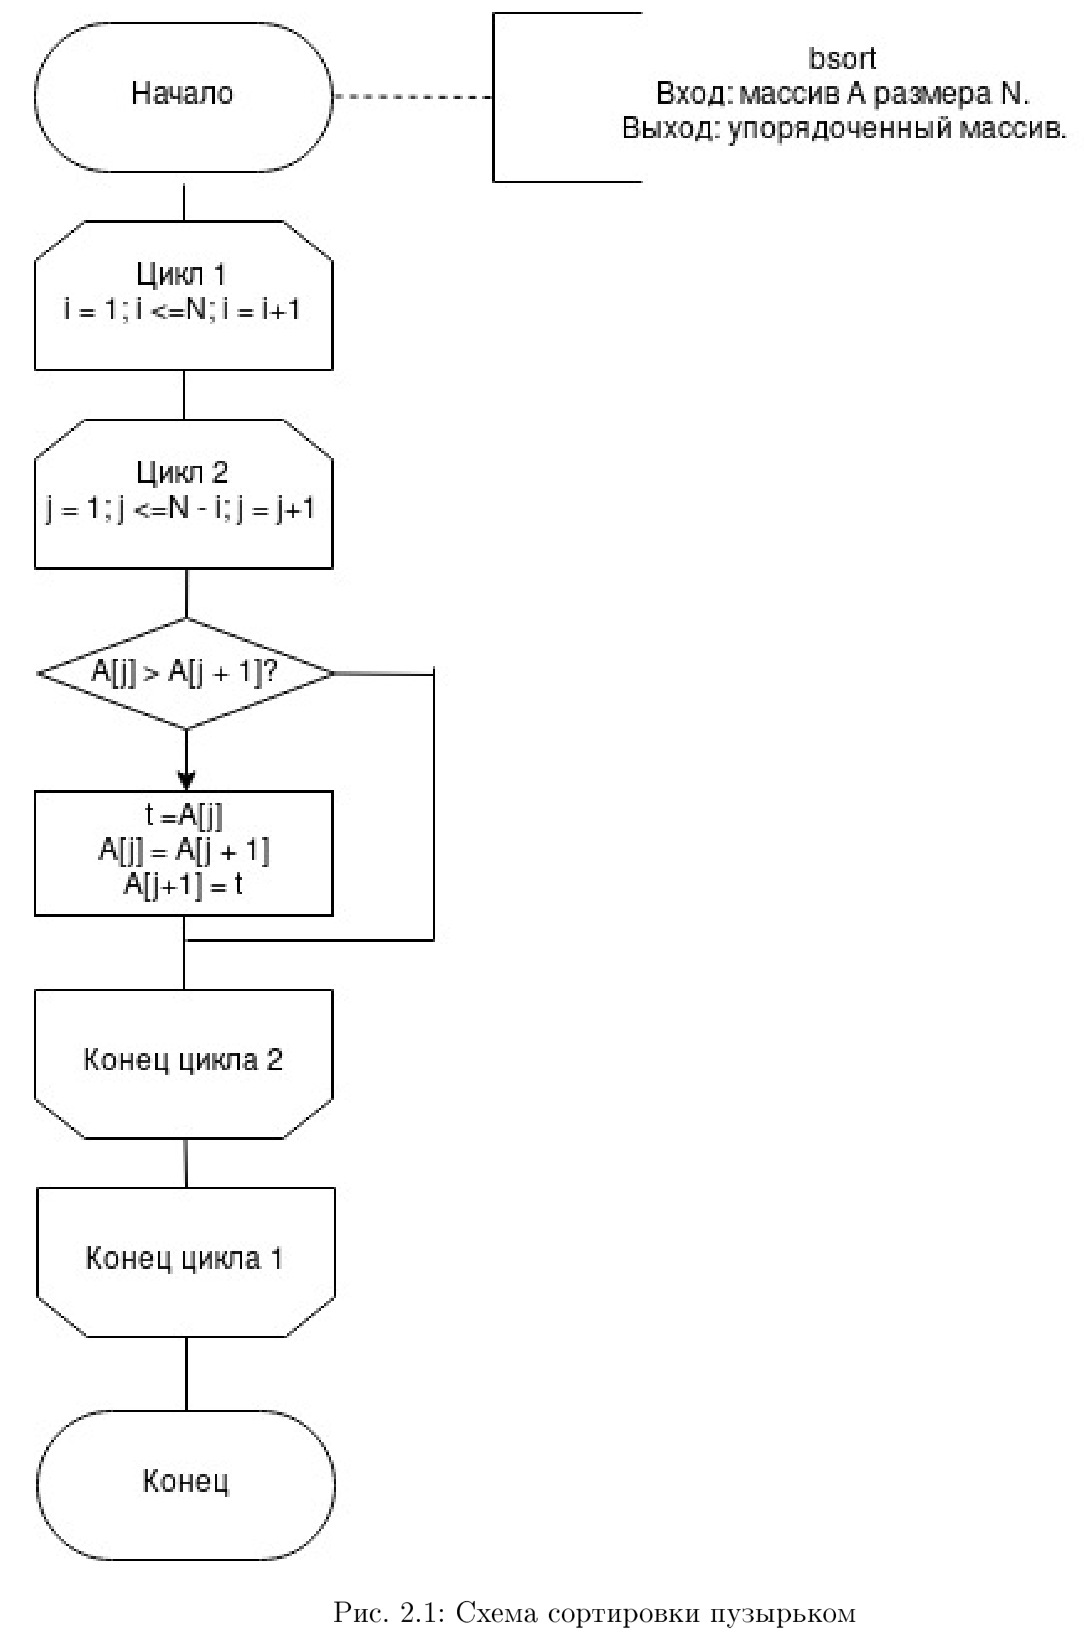 Начало
bsort
Вход: массив A размера N.
Выход: упорядоченный массив.
Цикл 1
i = 1; i <=N; i = i+1
Цикл 2
j = 1; j <=N - i; j = j+1
A[j] > A[j + 1]?
t =A[j]
A[j] = A[j + 1]
A[j+1] = t
Конец цикла 2
Конец цикла 1
Конец
Рис. 2.1: Схема сортировки пузырьком